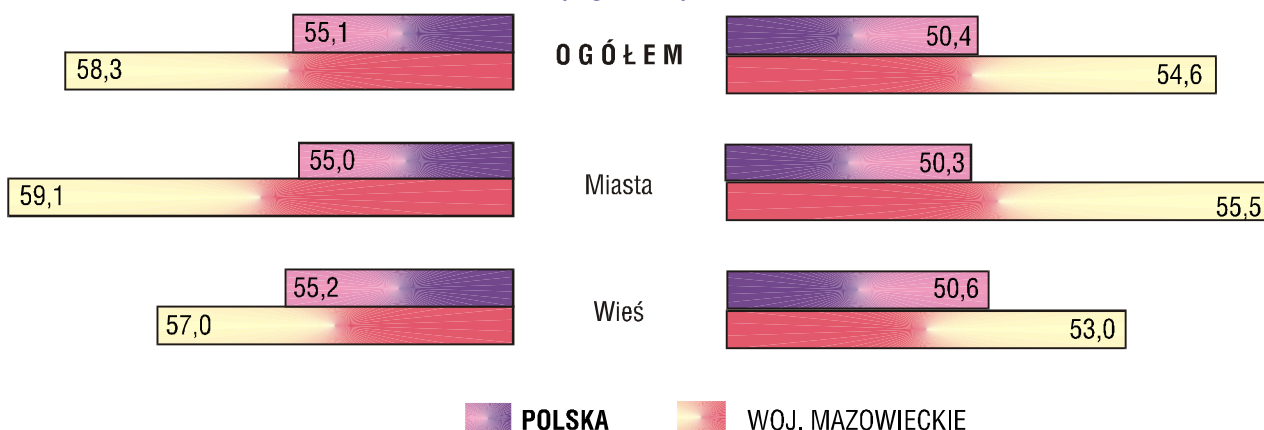 55,1 OGÓŁEM 50,4
58,3 54,6
55,0 Miasta 50,3
59,1 55,5
55,2 Wieś 50,6
57,0 53,0
POLSKA WOJ. MAZOWIECKIE